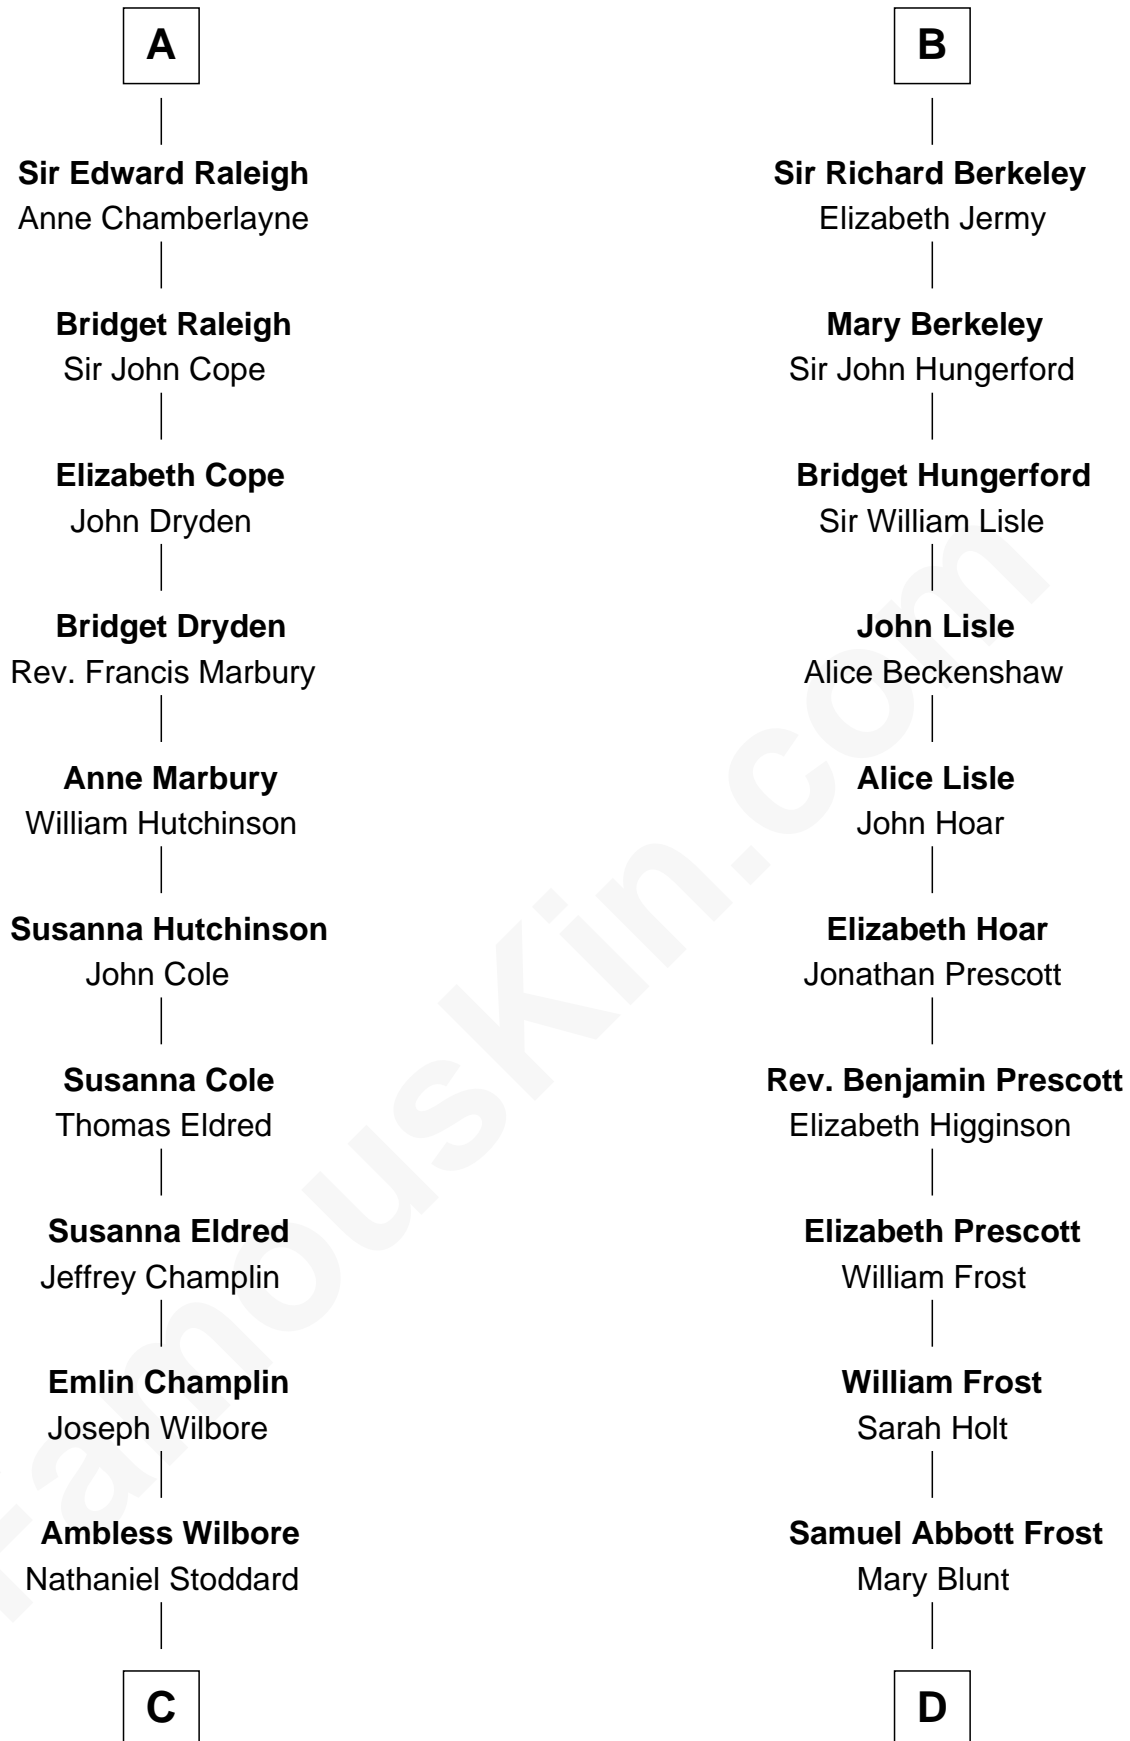 A
Sir Edward Raleigh
Anne Chamberlayne
Bridget Raleigh
Sir John Cope
Elizabeth Cope
John Dryden
Bridget Dryden
Rev. Francis Marbury
Anne Marbury
William Hutchinson
Susanna Hutchinson
John Cole
Susanna Cole
Thomas Eldred
Susanna Eldred
Jeffrey Champlin
Emlin Champlin
Joseph Wilbore
Ambless Wilbore
Nathaniel Stoddard
C
B
Sir Richard Berkeley
Elizabeth Jermy
Mary Berkeley
Sir John Hungerford
Bridget Hungerford
Sir William Lisle
John Lisle
Alice Beckenshaw
Alice Lisle
John Hoar
Elizabeth Hoar
Jonathan Prescott
Rev. Benjamin Prescott
Elizabeth Higginson
Elizabeth Prescott
William Frost
William Frost
Sarah Holt
Samuel Abbott Frost
Mary Blunt
D
FamousKin.com